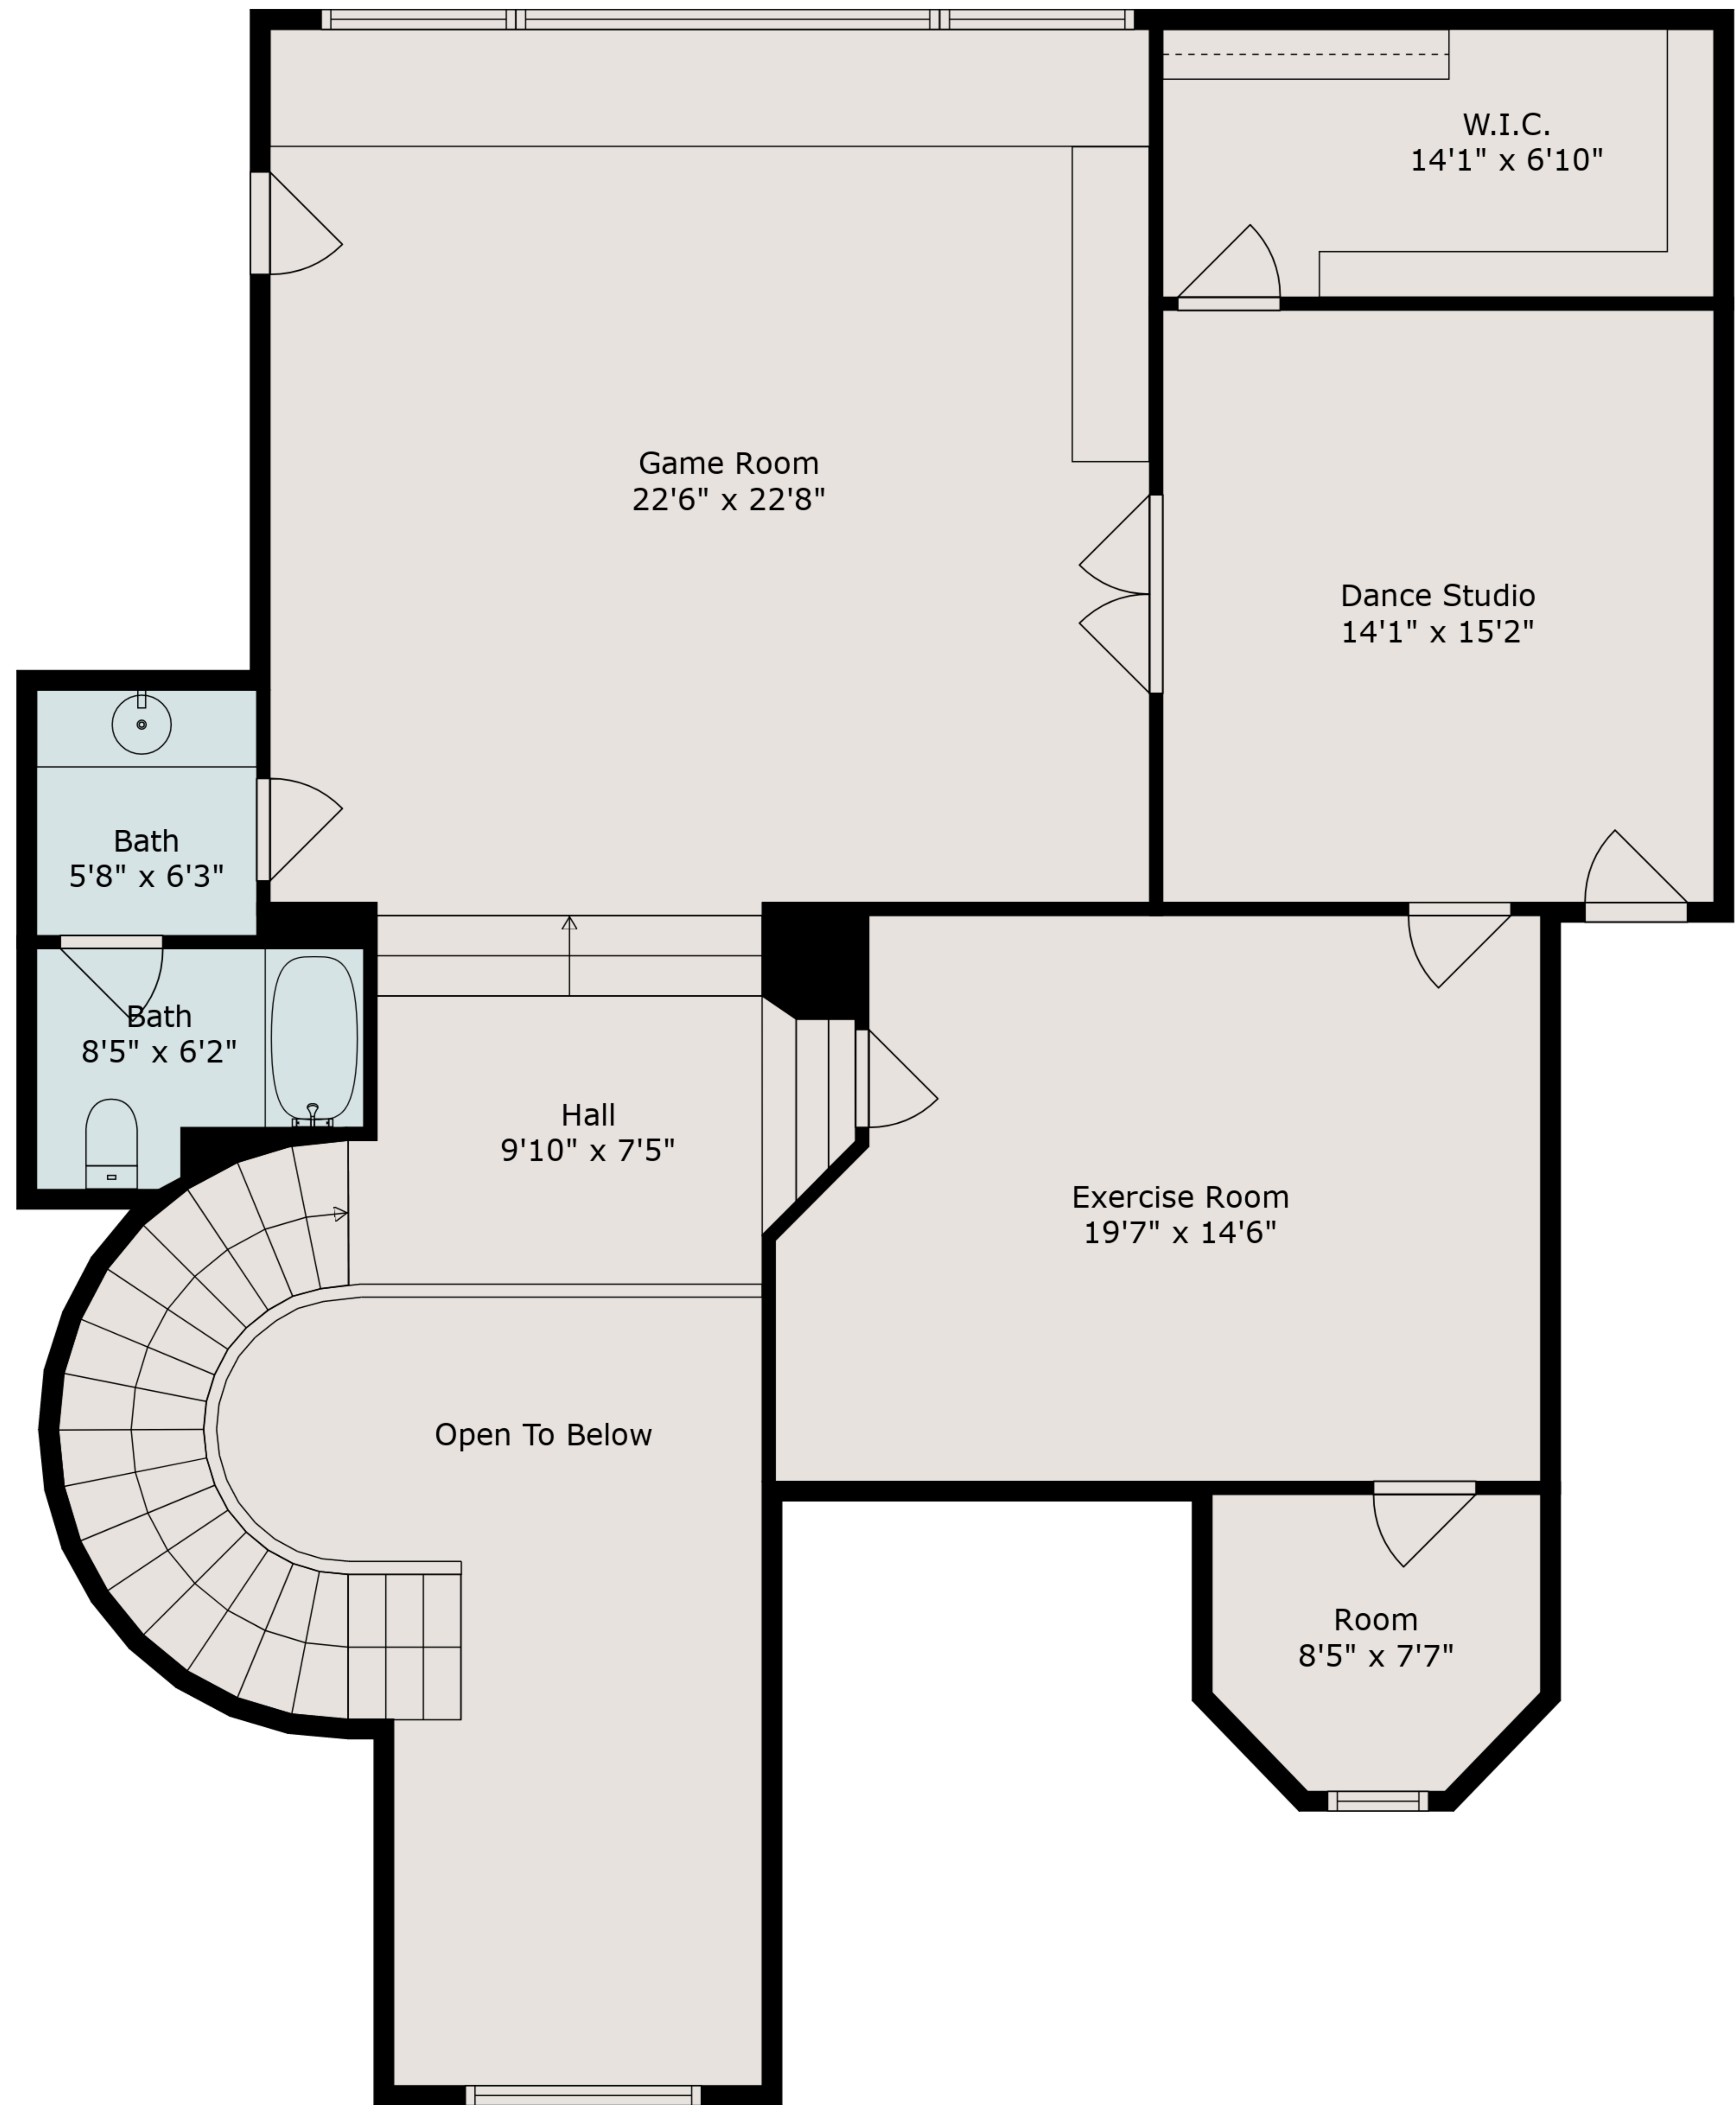 W.I.C.
14'1" x 6'10"
Game Room
22'6" x 22'8"
Dance Studio
14'1" x 15'2"
Bath
5'8" x 6'3"
Bath
8'5" x 6'2"
Hall
9'10" x 7'5"
Exercise Room
19'7" x 14'6"
Open To Below
Room
8'5" x 7'7"